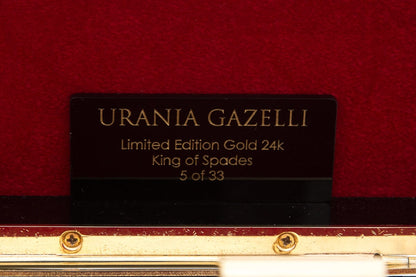 URANIA GAZELLI
Limited Edition Gold 24k
King of Spades
5 of 33